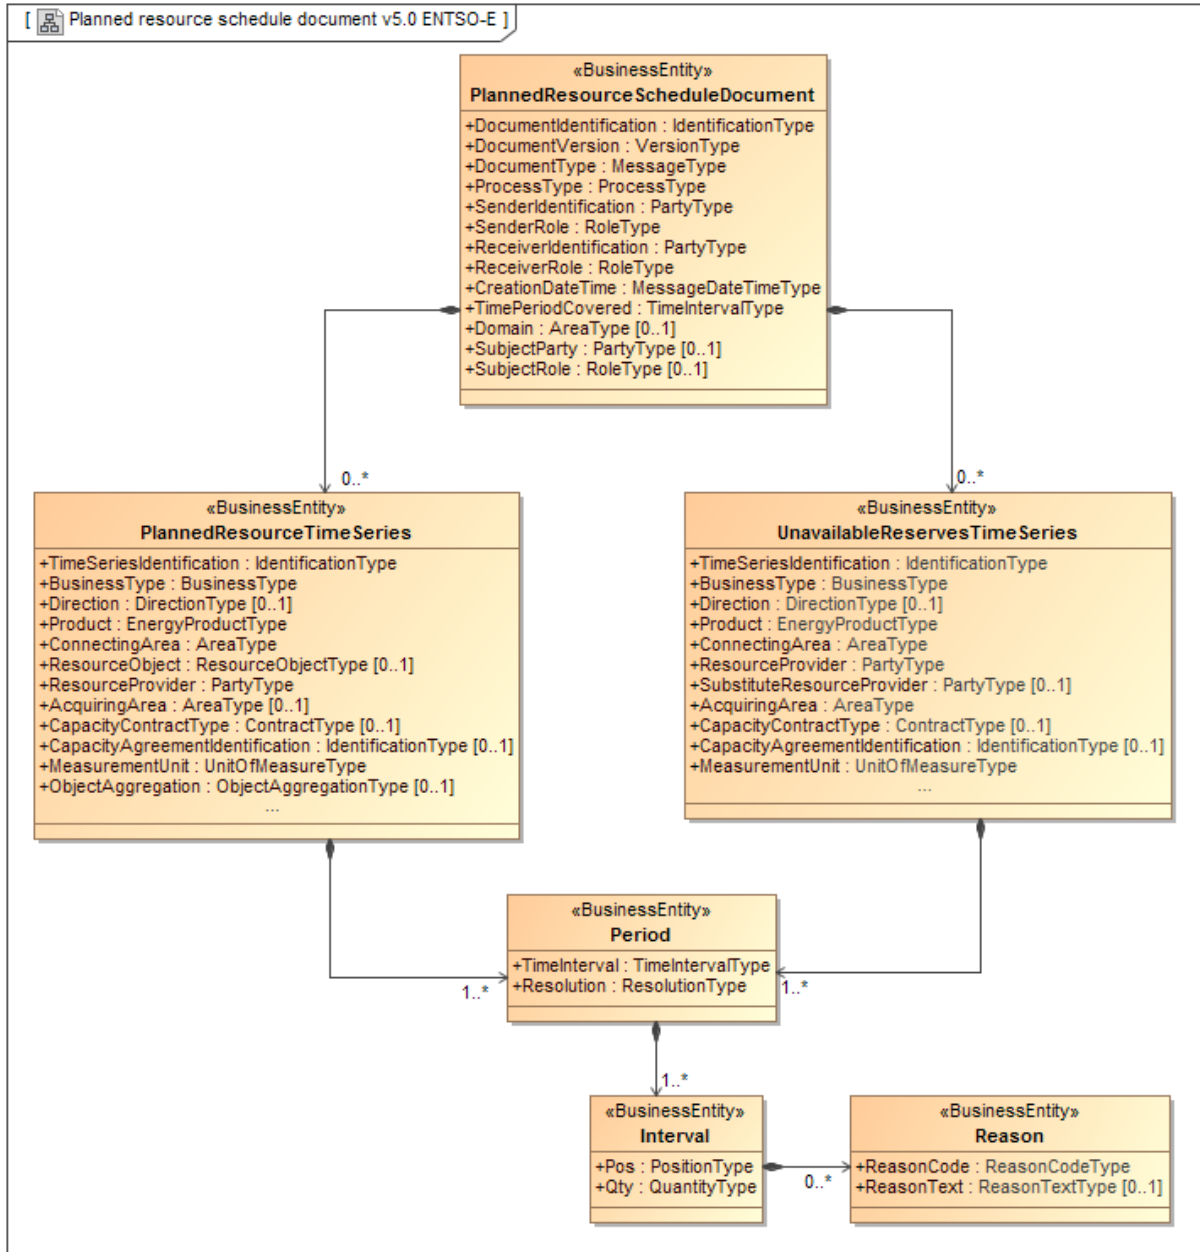 [ Planned resource schedule document v5.0 ENTSO-E ]
«BusinessEntity»
PlannedResourceScheduleDocument
+DocumentIdentification : IdentificationType
+DocumentVersion : VersionType
+DocumentType : MessageType
+ProcessType : ProcessType
+SenderIdentification : PartyType
+SenderRole : RoleType
+ReceiverIdentification : PartyType
+ReceiverRole : RoleType
+CreationDateTime : MessageDateTimeType
+TimePeriodCovered : TimeIntervalType
+Domain : AreaType [0..1]
+SubjectParty : PartyType [0..1]
+SubjectRole : RoleType [0..1]
0..*
0..*
«BusinessEntity»
PlannedResourceTimeSeries
+TimeSeriesIdentification : IdentificationType
+BusinessType : BusinessType
+Direction : DirectionType [0..1]
+Product : EnergyProductType
+ConnectingArea : AreaType
+ResourceObject : ResourceObjectType [0..1]
+ResourceProvider : PartyType
+AcquiringArea : AreaType [0..1]
+CapacityContractType : ContractType [0..1]
+CapacityAgreementIdentification : IdentificationType [0..1]
+MeasurementUnit : UnitOfMeasureType
+ObjectAggregation : ObjectAggregationType [0..1]
...
«BusinessEntity»
UnavailableReservesTimeSeries
+TimeSeriesIdentification : IdentificationType
+BusinessType : BusinessType
+Direction : DirectionType [0..1]
+Product : EnergyProductType
+ConnectingArea : AreaType
+ResourceProvider : PartyType
+SubstituteResourceProvider : PartyType [0..1]
+AcquiringArea : AreaType
+CapacityContractType : ContractType [0..1]
+CapacityAgreementIdentification : IdentificationType [0..1]
+MeasurementUnit : UnitOfMeasureType
...
«BusinessEntity»
Period
+TimeInterval : TimeIntervalType
+Resolution : ResolutionType
1..*
1..*
1..*
«BusinessEntity»
Interval
+Pos : PositionType
+Qty : QuantityType
0..*
«BusinessEntity»
Reason
+ReasonCode : ReasonCodeType
+ReasonText : ReasonTextType [0..1]